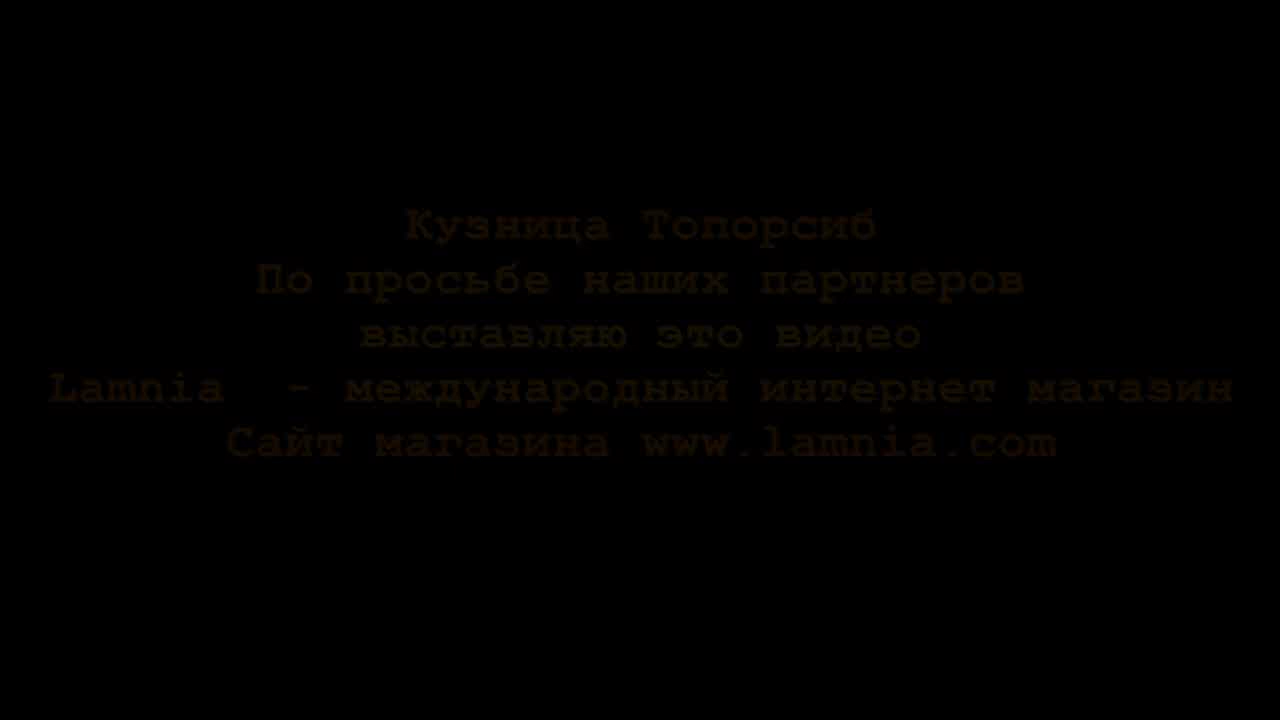 Кузница Топорсиб
По просьбе наших партнеров
выставляю это видео
Lamnia - международный интернет магазин
Сайт магазина www.lamnia.com